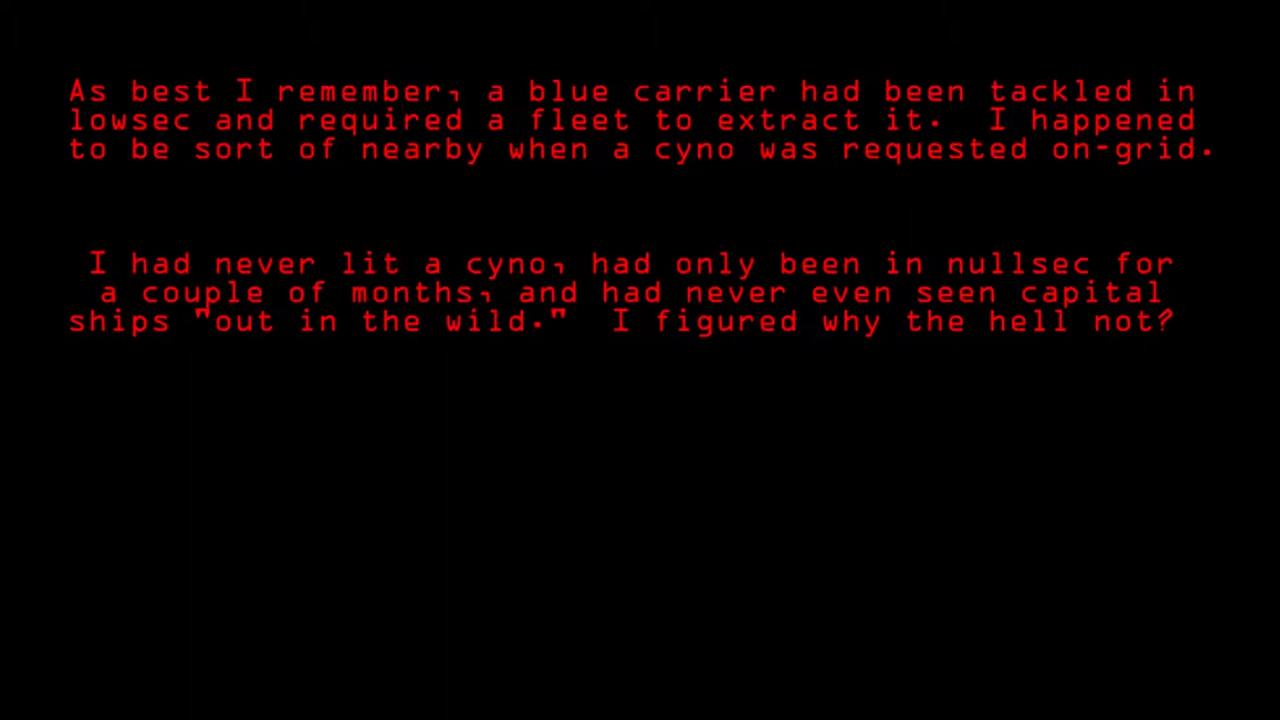 As best I remember, a blue carrier had been tackled in
lowsec and required a fleet to extract it.  I happened
to be sort of nearby when a cyno was requested on-grid.
I had never lit a cyno, had only been in nullsec for
a couple of months, and had never even seen capital
ships "out in the wild."  I figured why the hell not?